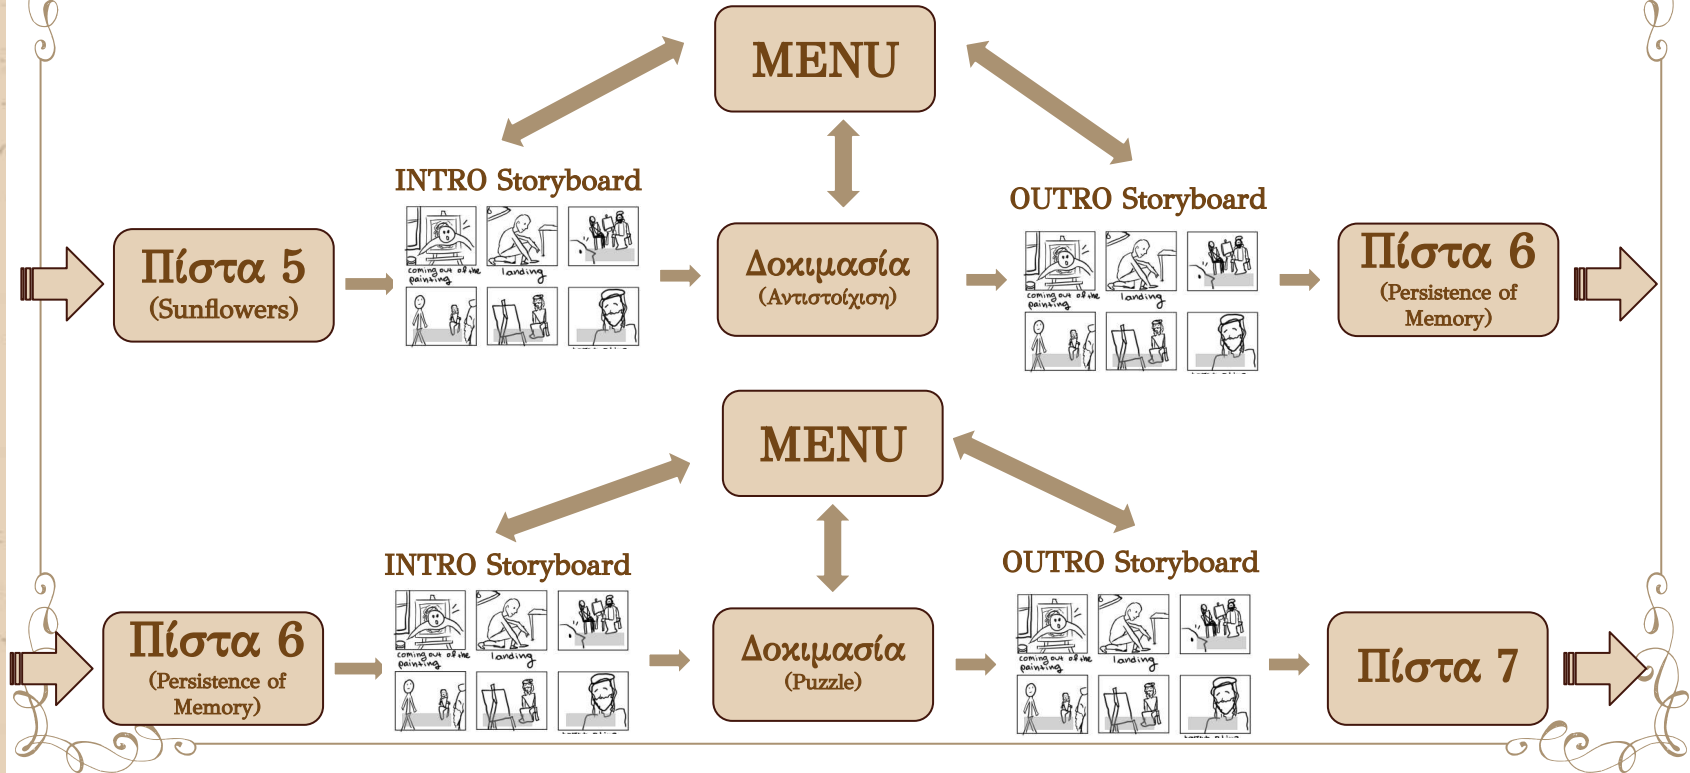 MENU
INTRO Storyboard
OUTRO Storyboard
Πίστα 5
(Sunflowers)
coming out of the
painting
landing
Δοκιμασία
(Αντιστοίχιση)
coming out of the
painting
landing
Πίστα 6
(Persistence of
Memory)
MENU
INTRO Storyboard
OUTRO Storyboard
Πίστα 6
(Persistence of
Memory)
coming out of the
painting
landing
Δοκιμασία
(Puzzle)
coming out of the
painting
landing
Πίστα 7